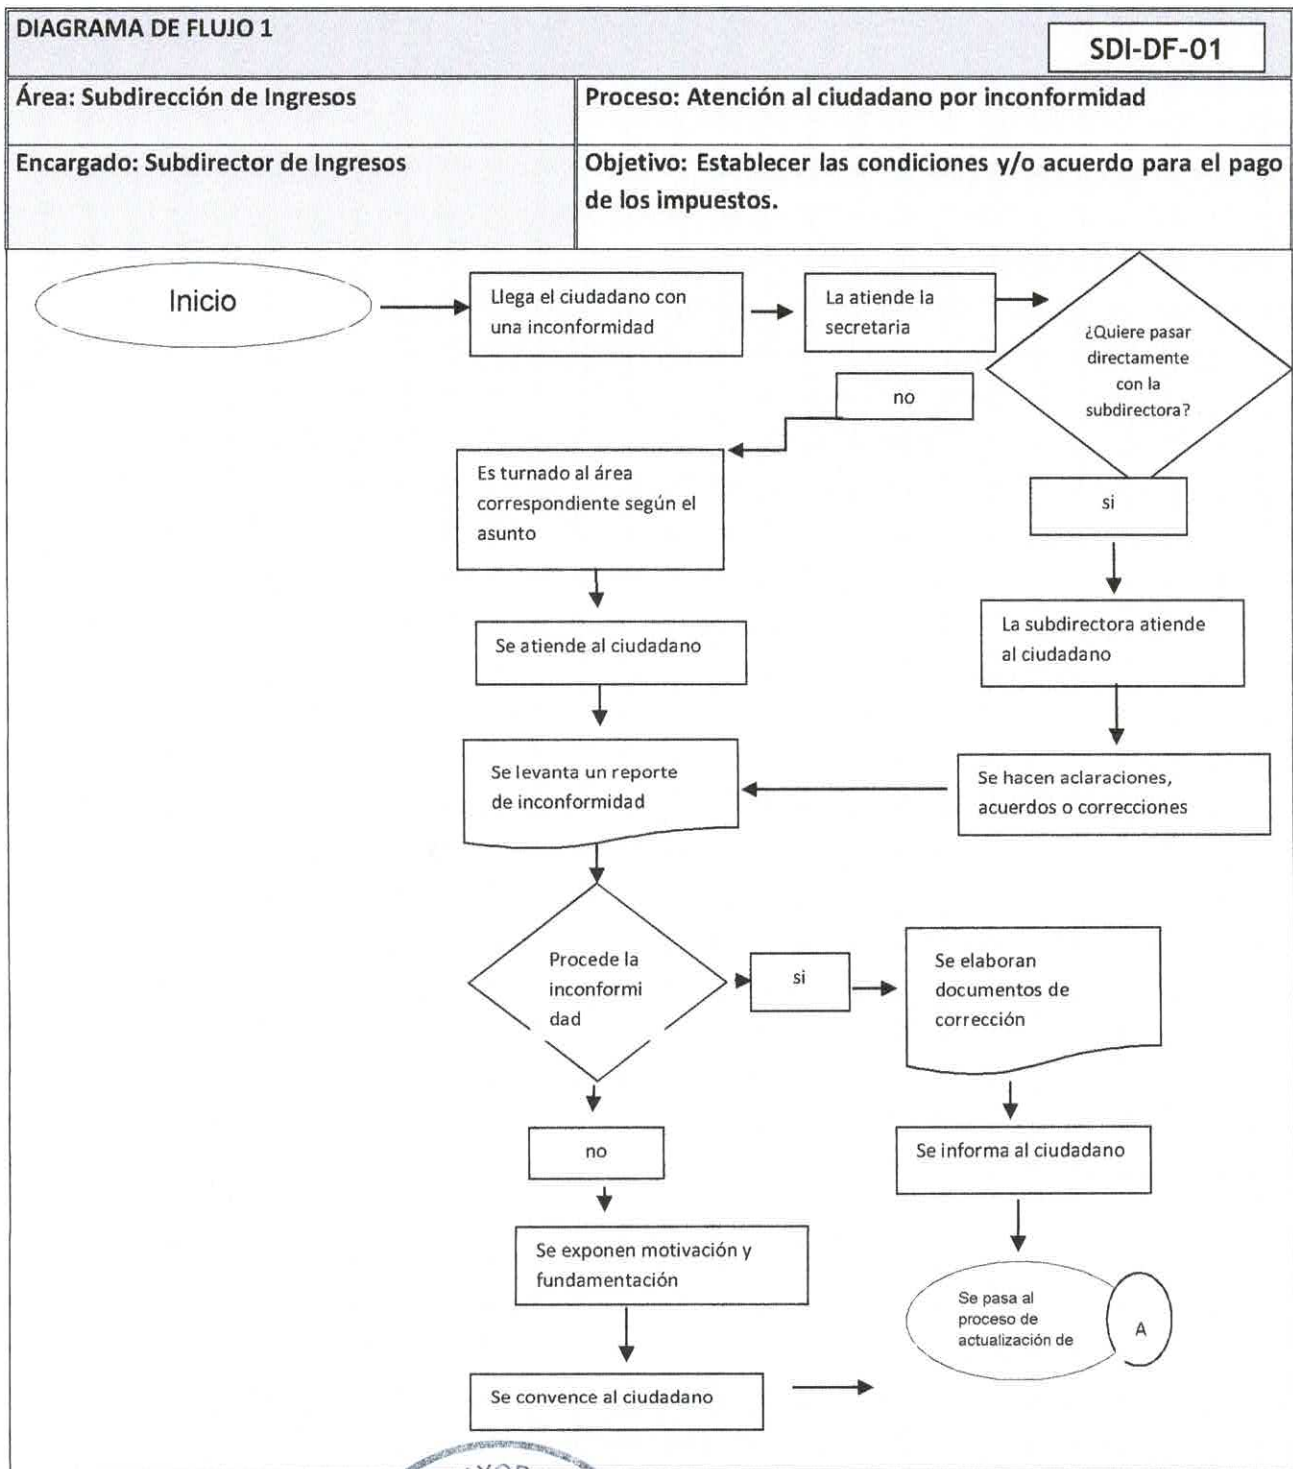 DIAGRAMA DE FLUJO 1
SDI-DF-01
Área: Subdirección de Ingresos
Proceso: Atención al ciudadano por inconformidad
Encargado: Subdirector de Ingresos
Objetivo: Establecer las condiciones y/o acuerdo para el pago
de los impuestos.
Inicio
Llega el ciudadano con
una inconformidad
La atiende la
secretaria
¿Quiere pasar
directamente
con la
subdirectora?
no
si
Es turnado al área
correspondiente según el
asunto
La subdirectora atiende
al ciudadano
Se atiende al ciudadano
Se hacen aclaraciones,
acuerdos o correcciones
Se levanta un reporte
de inconformidad
Procede la
inconformi
dad
si
Se elaboran
documentos de
corrección
no
Se informa al ciudadano
Se exponen motivación y
fundamentación
Se pasa al
proceso de
actualización de
A
Se convence al ciudadano